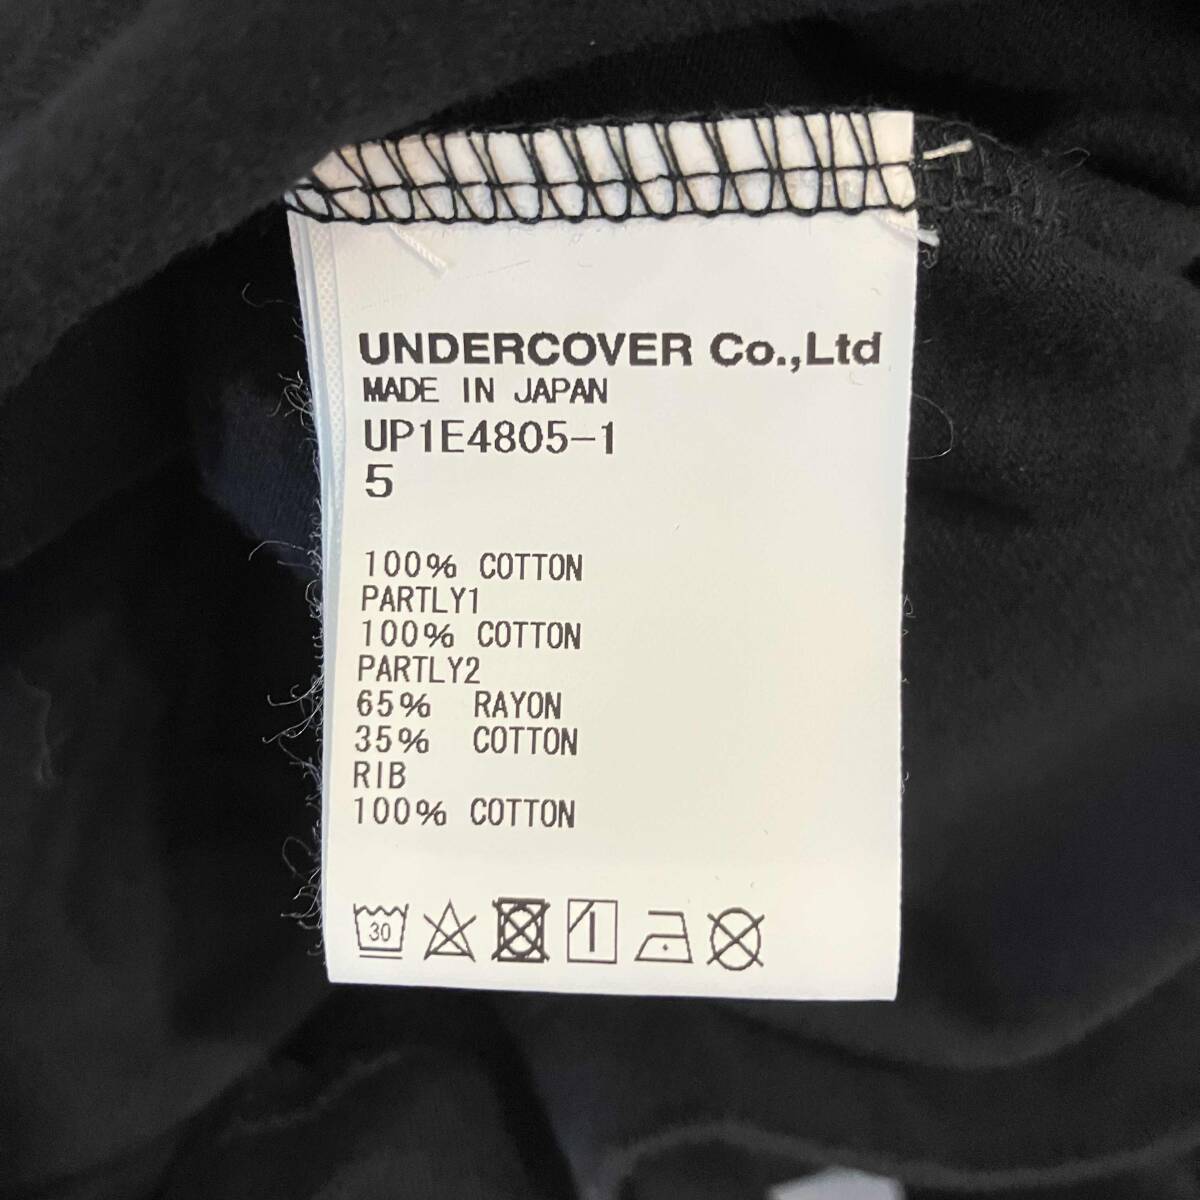 UNDERCOVER Co.,Ltd
MADE IN JAPAN
UP1E4805-1
5
100% COTTON
PARTLY1
100% COTTON
PARTLY2
65% RAYON
35% COTTON
RIB
100% COTTON
30